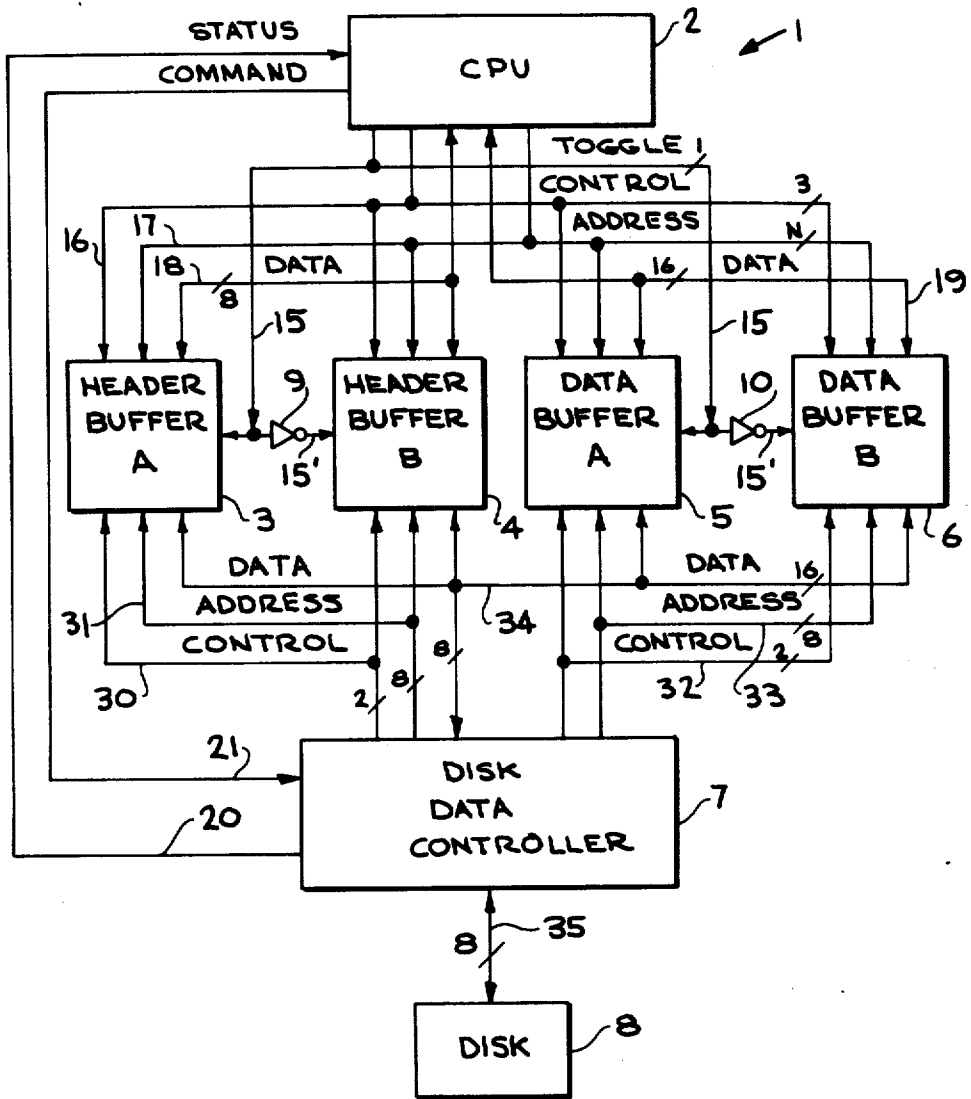 STATUS
2
1
COMMAND
CPU
TOGGLE 1
CONTROL
3
16
17
ADDRESS
N
18
DATA
16
DATA
8
19
15
15
9
10
HEADER
BUFFER
A
HEADER
BUFFER
B
DATA
BUFFER
A
DATA
BUFFER
B
15'
15'
3
4
5
6
DATA
DATA
16
31
ADDRESS
34
ADDRESS
8
CONTROL
8
CONTROL
2
30
2
8
32
33
21
DISK
DATA
CONTROLLER
7
20
8
35
DISK
8